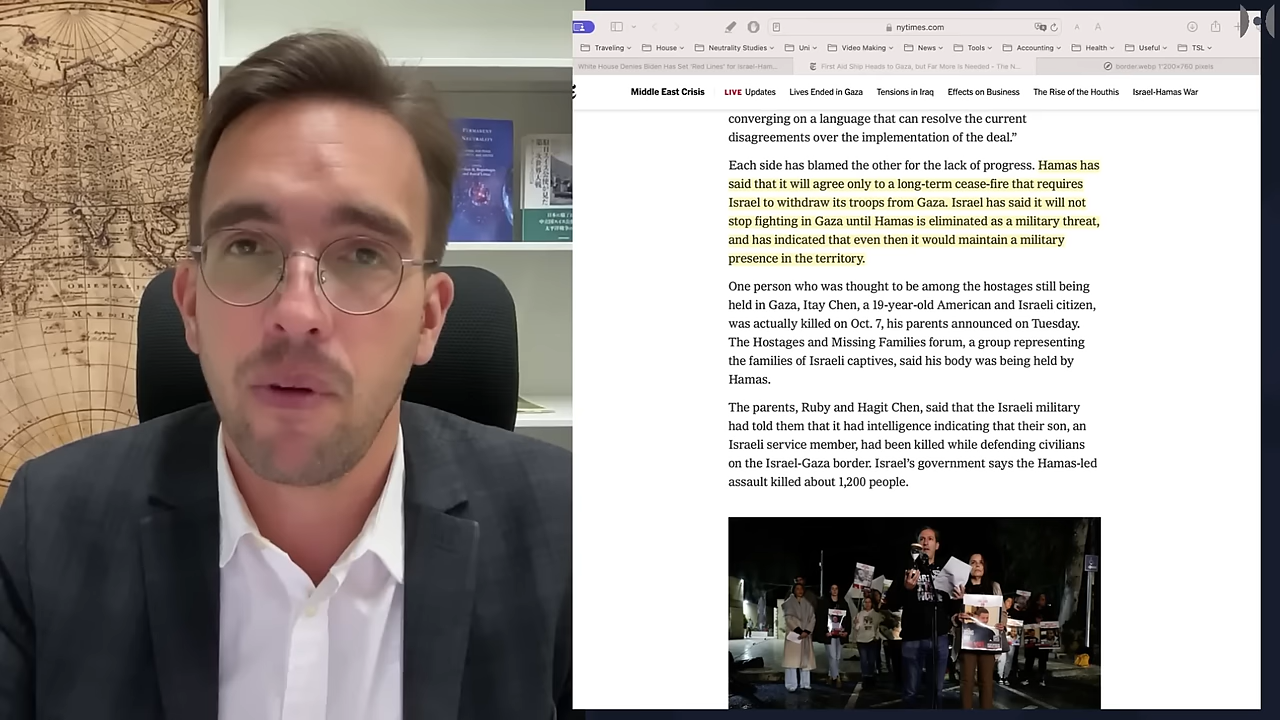 nytimes.com
A A
Traveling House Neutrality Studies Uni Video Making News Tools Accounting Health Useful TSL
White House Denies Biden Has Set 'Red Lines' for Israel-Ham... First Aid Ship Heads to Gaza, but Far More is Needed - The N... border.webp 1'200×760 pixels
Middle East Crisis LIVE Updates Lives Ended in Gaza Tensions in Iraq Effects on Business The Rise of the Houthis Israel-Hamas War
converging on a language that can resolve the current
disagreements over the implementation of the deal.”
Each side has blamed the other for the lack of progress. Hamas has
said that it will agree only to a long-term cease-fire that requires
Israel to withdraw its troops from Gaza. Israel has said it will not
stop fighting in Gaza until Hamas is eliminated as a military threat,
and has indicated that even then it would maintain a military
presence in the territory.
One person who was thought to be among the hostages still being
held in Gaza, Itay Chen, a 19-year-old American and Israeli citizen,
was actually killed on Oct. 7, his parents announced on Tuesday.
The Hostages and Missing Families forum, a group representing
the families of Israeli captives, said his body was being held by
Hamas.
The parents, Ruby and Hagit Chen, said that the Israeli military
had told them that it had intelligence indicating that their son, an
Israeli service member, had been killed while defending civilians
on the Israel-Gaza border. Israel’s government says the Hamas-led
assault killed about 1,200 people.
PERMANENT
NEUTRALITY